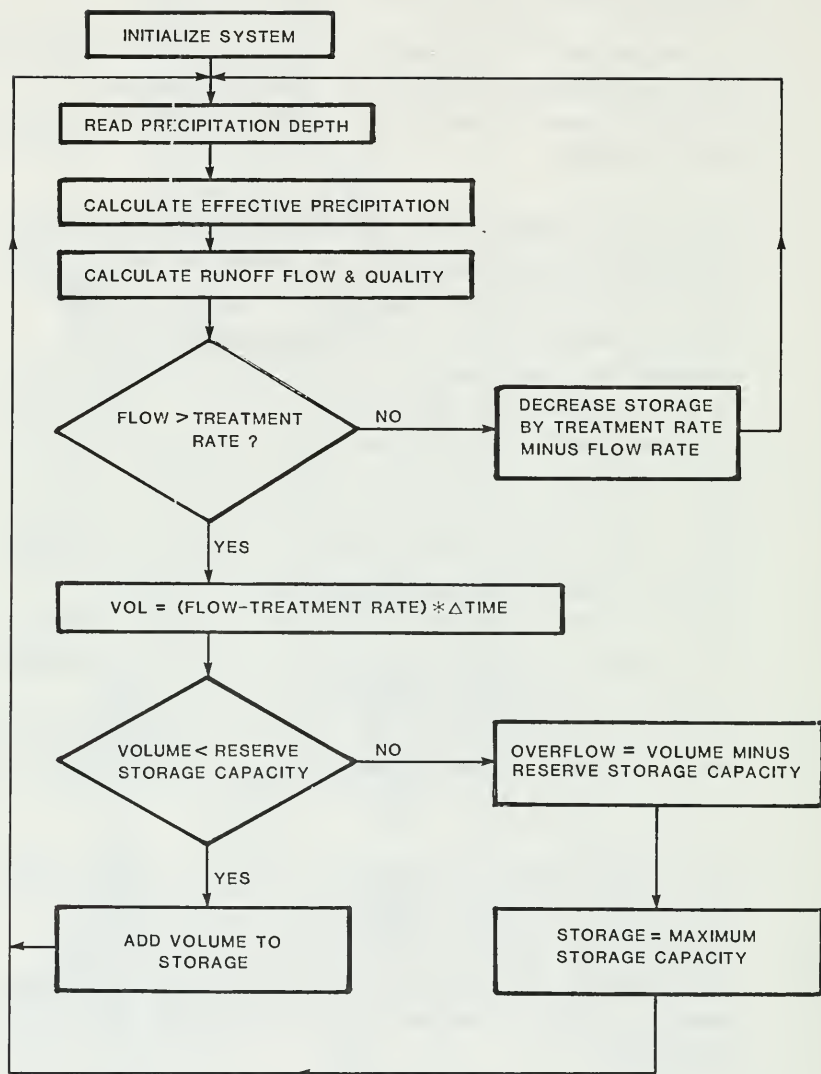 INITIALIZE SYSTEM
READ PRECIPITATION DEPTH
CALCULATE EFFECTIVE PRECIPITATION
CALCULATE RUNOFF FLOW & QUALITY
FLOW > TREATMENT
RATE ?
NO
DECREASE STORAGE
BY TREATMENT RATE
MINUS FLOW RATE
YES
VOL = (FLOW-TREATMENT RATE) * △TIME
VOLUME < RESERVE
STORAGE CAPACITY
NO
OVERFLOW = VOLUME MINUS
RESERVE STORAGE CAPACITY
YES
ADD VOLUME TO
STORAGE
STORAGE = MAXIMUM
STORAGE CAPACITY